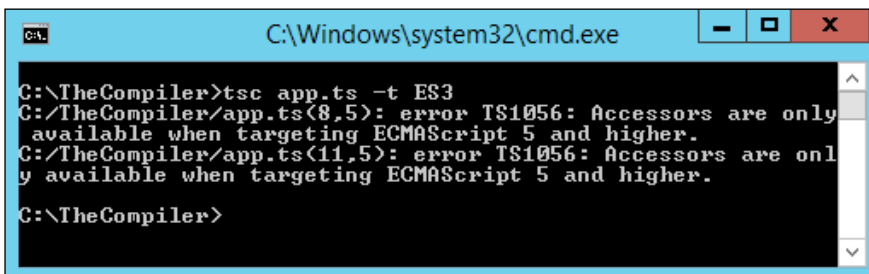 C:\Windows\system32\cmd.exe
C:\TheCompiler>tsc app.ts -t ES3
C:/TheCompiler/app.ts(8,5): error TS1056: Accessors are only
 available when targeting ECMAScript 5 and higher.
C:/TheCompiler/app.ts(11,5): error TS1056: Accessors are onl
y available when targeting ECMAScript 5 and higher.
C:\TheCompiler>